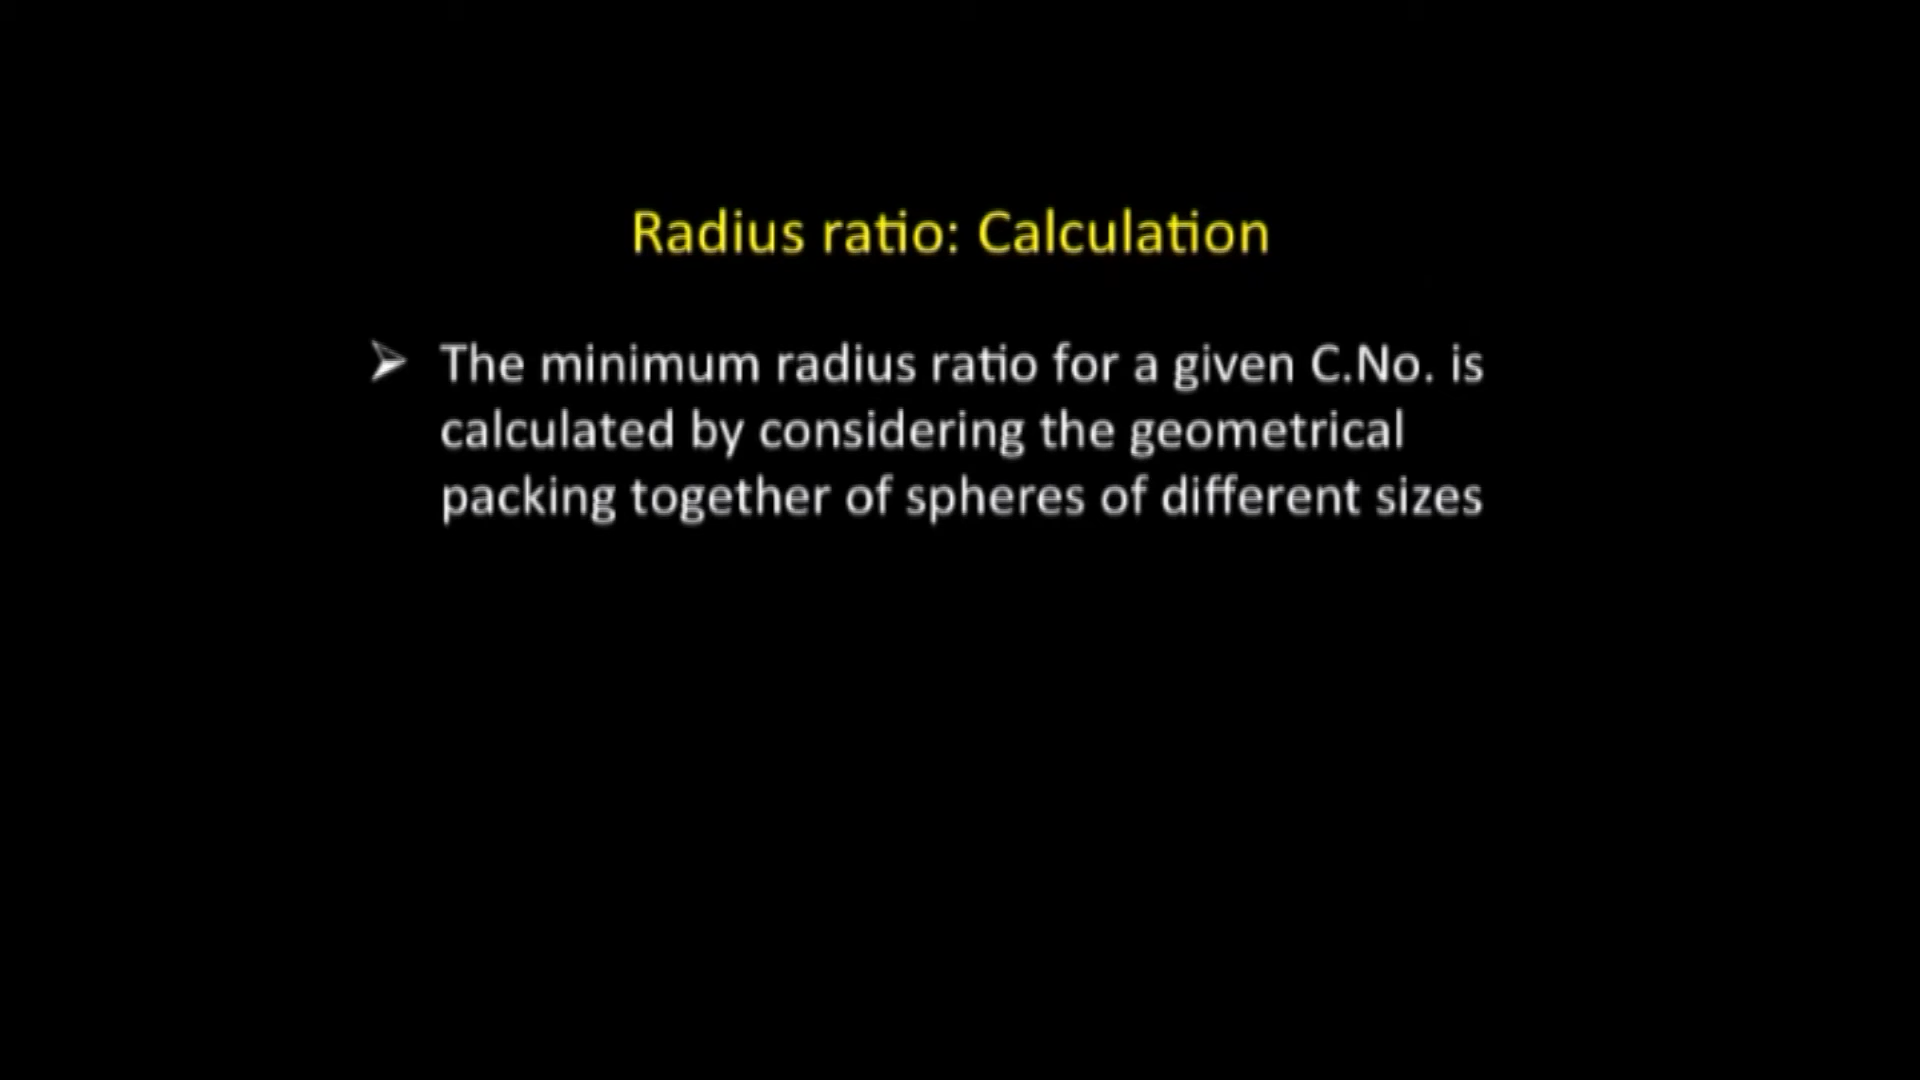 Radius ratio: Calculation
➢ The minimum radius ratio for a given C.No. is
calculated by considering the geometrical
packing together of spheres of different sizes